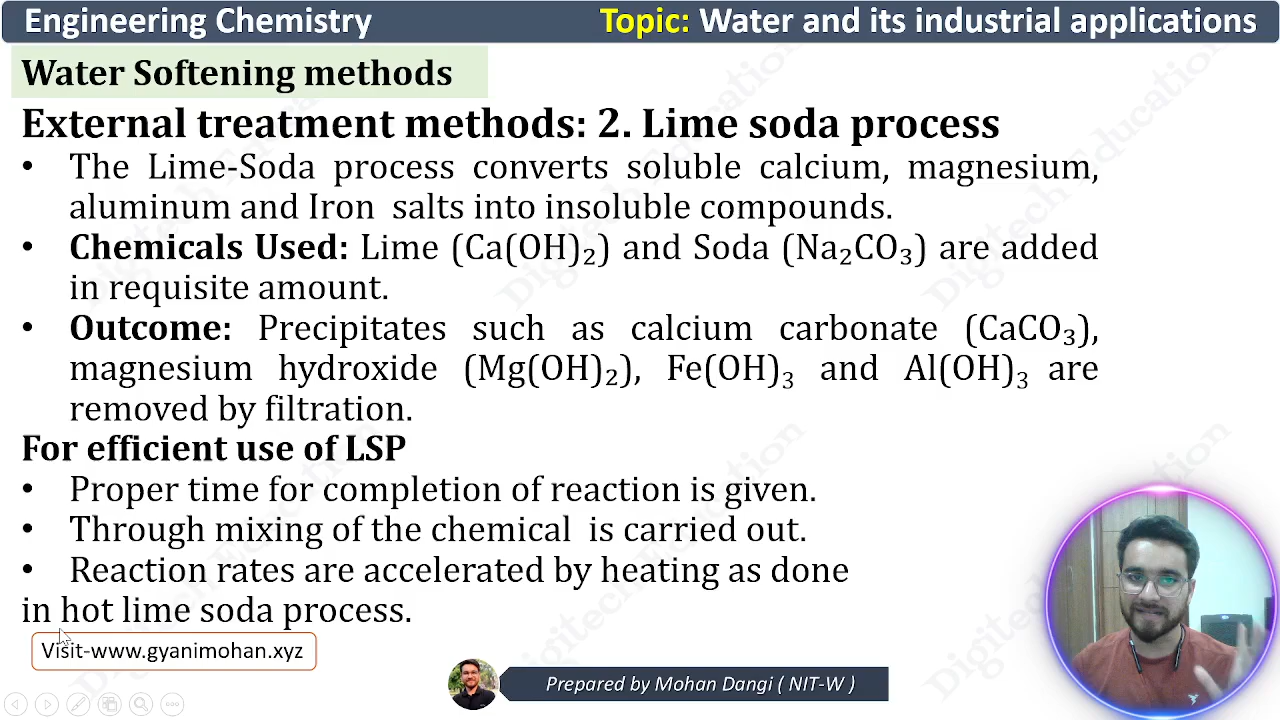 Engineering Chemistry
Topic: Water and its industrial applications
Water Softening methods
External treatment methods: 2. Lime soda process
• The Lime-Soda process converts soluble calcium, magnesium,
aluminum and Iron salts into insoluble compounds.
• Chemicals Used: Lime (Ca(OH)₂) and Soda (Na₂CO₃) are added
in requisite amount.
• Outcome: Precipitates such as calcium carbonate (CaCO₃),
magnesium hydroxide (Mg(OH)₂), Fe(OH)₃ and Al(OH)₃ are
removed by filtration.
For efficient use of LSP
• Proper time for completion of reaction is given.
• Through mixing of the chemical is carried out.
• Reaction rates are accelerated by heating as done
in hot lime soda process.
Visit-www.gyanimohan.xyz
Prepared by Mohan Dangi ( NIT-W )
Digitech Education